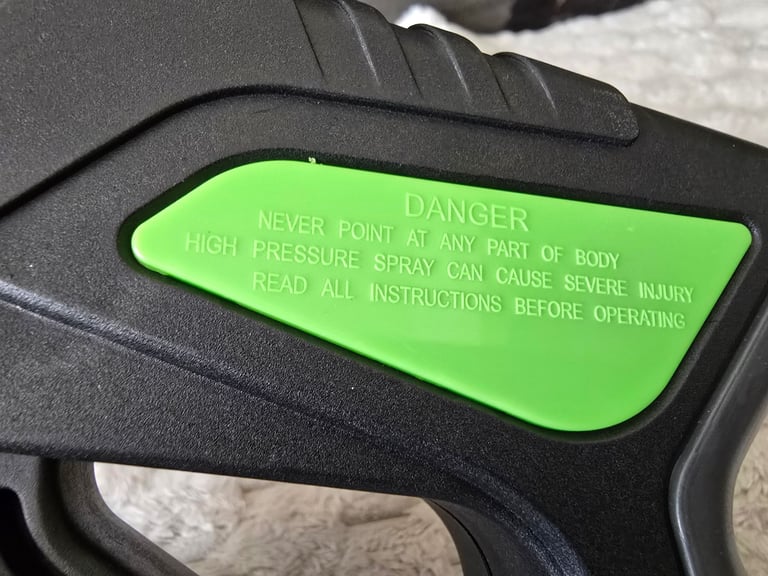 DANGER
NEVER POINT AT ANY PART OF BODY
HIGH PRESSURE SPRAY CAN CAUSE SEVERE INJURY
READ ALL INSTRUCTIONS BEFORE OPERATING